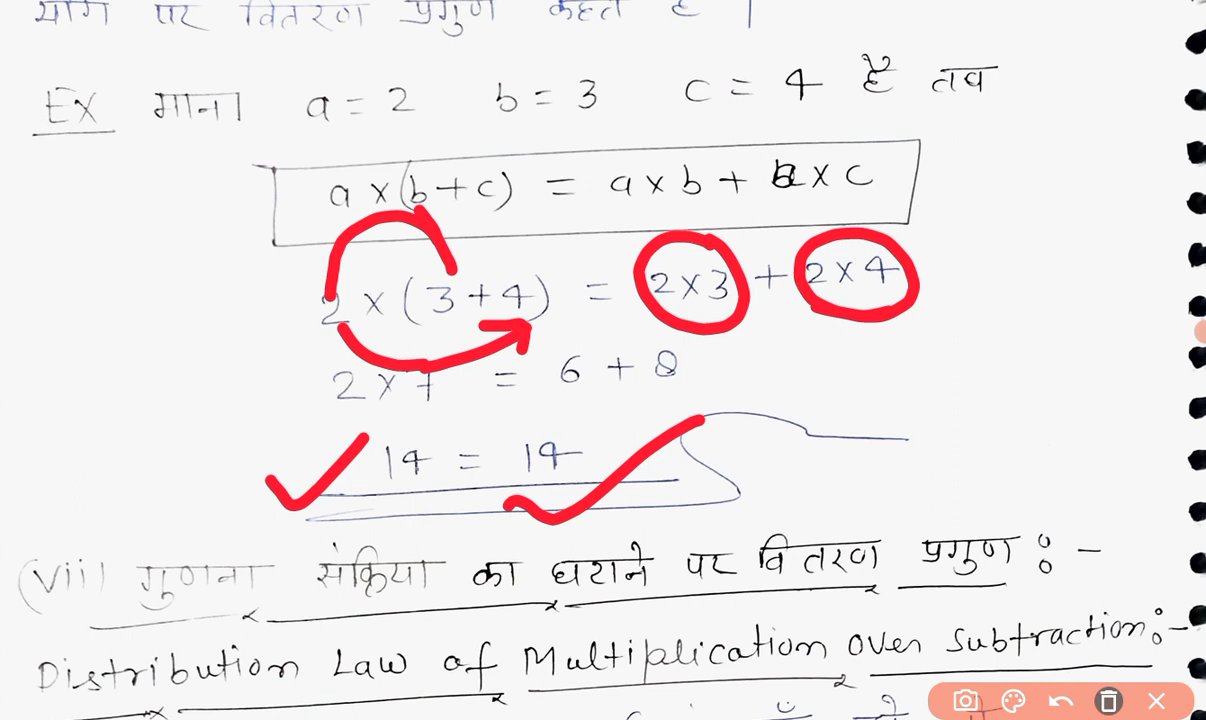 योग पर वितरण प्रगुण कहते है |
Ex माना a = 2 b = 3 c = 4 है तब
a × (b + c) = a × b + a × c
2 × (3 + 4) = 2 × 3 + 2 × 4
2 × 7 = 6 + 8
14 = 14
(vii) गुणना संक्रिया का घटाने पर वितरण प्रगुण :-
Distribution Law of Multiplication over subtraction:-